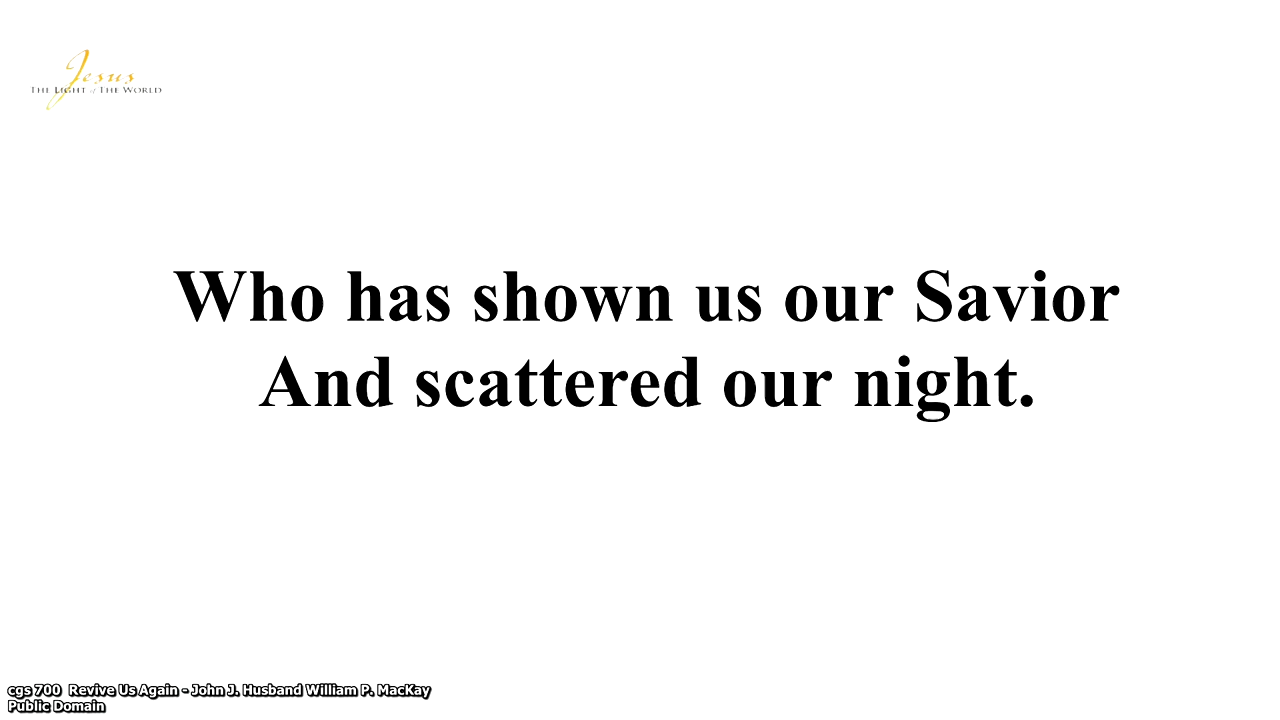 Jesus
THE LIGHT of THE WORLD
Who has shown us our Savior
And scattered our night.
cgs 700  Revive Us Again - John J. Husband William P. MacKay
Public Domain